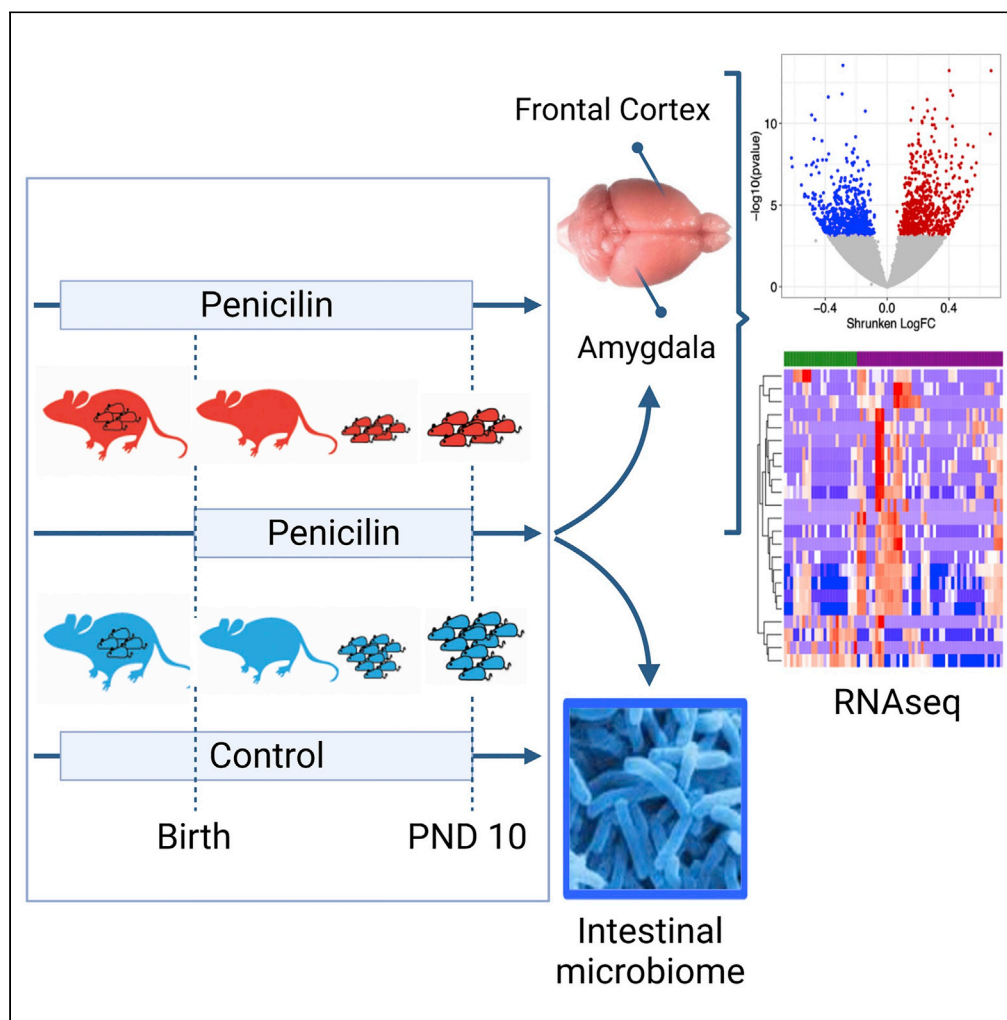 Penicilin
Penicilin
Control
Birth
PND 10
Frontal Cortex
Amygdala
Intestinal
microbiome
-log10(pvalue)
10
5
0
−0.4
0.0
0.4
Shrunken LogFC
RNAseq